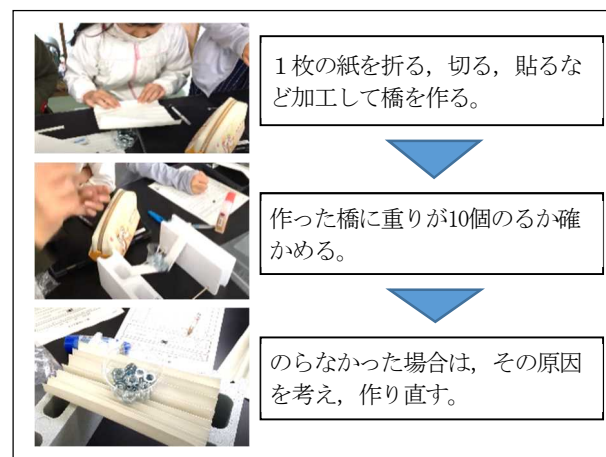 １枚の紙を折る，切る，貼るな
ど加工して橋を作る。
作った橋に重りが10個のるか確
かめる。
のらなかった場合は，その原因
を考え，作り直す。